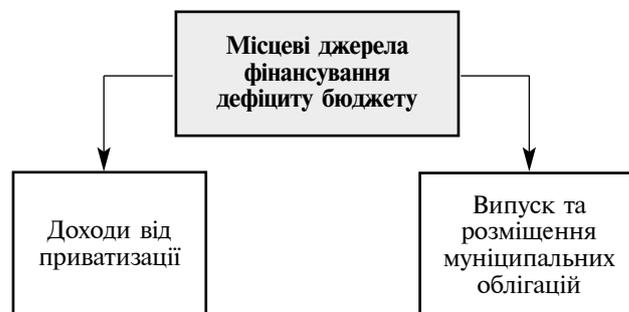 Місцеві джерела
фінансування
дефіциту бюджету
Доходи від
приватизації
Випуск та
розміщення
муніципальних
облігацій